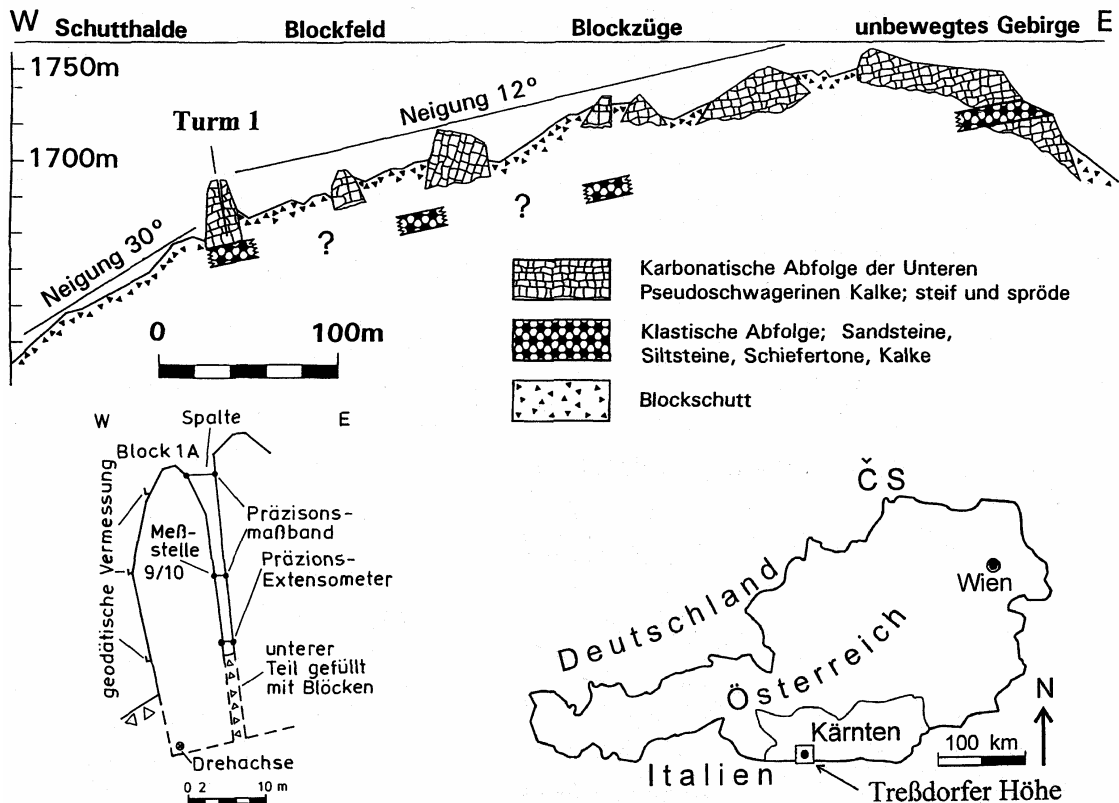 W Schutthalde Blockfeld Blockzüge unbewegtes Gebirge E
1750m
Neigung 12°
Turm 1
1700m
Neigung 30°
?
?
0 100m
Karbonatische Abfolge der Unteren
Pseudoschwagerinen Kalke; steif und spröde
Klastische Abfolge; Sandsteine,
Siltsteine, Schiefertone, Kalke
Blockschutt
W E
Spalte
Block 1A
geodätische Vermessung
Präzisons-
maßband
Meß-
stelle
9/10
Präzions-
Extensometer
unterer
Teil gefüllt
mit Blöcken
Drehachse
0 2 10 m
ČS
Wien
Deutschland
Österreich
Kärnten
Italien
N
100 km
Treßdorfer Höhe